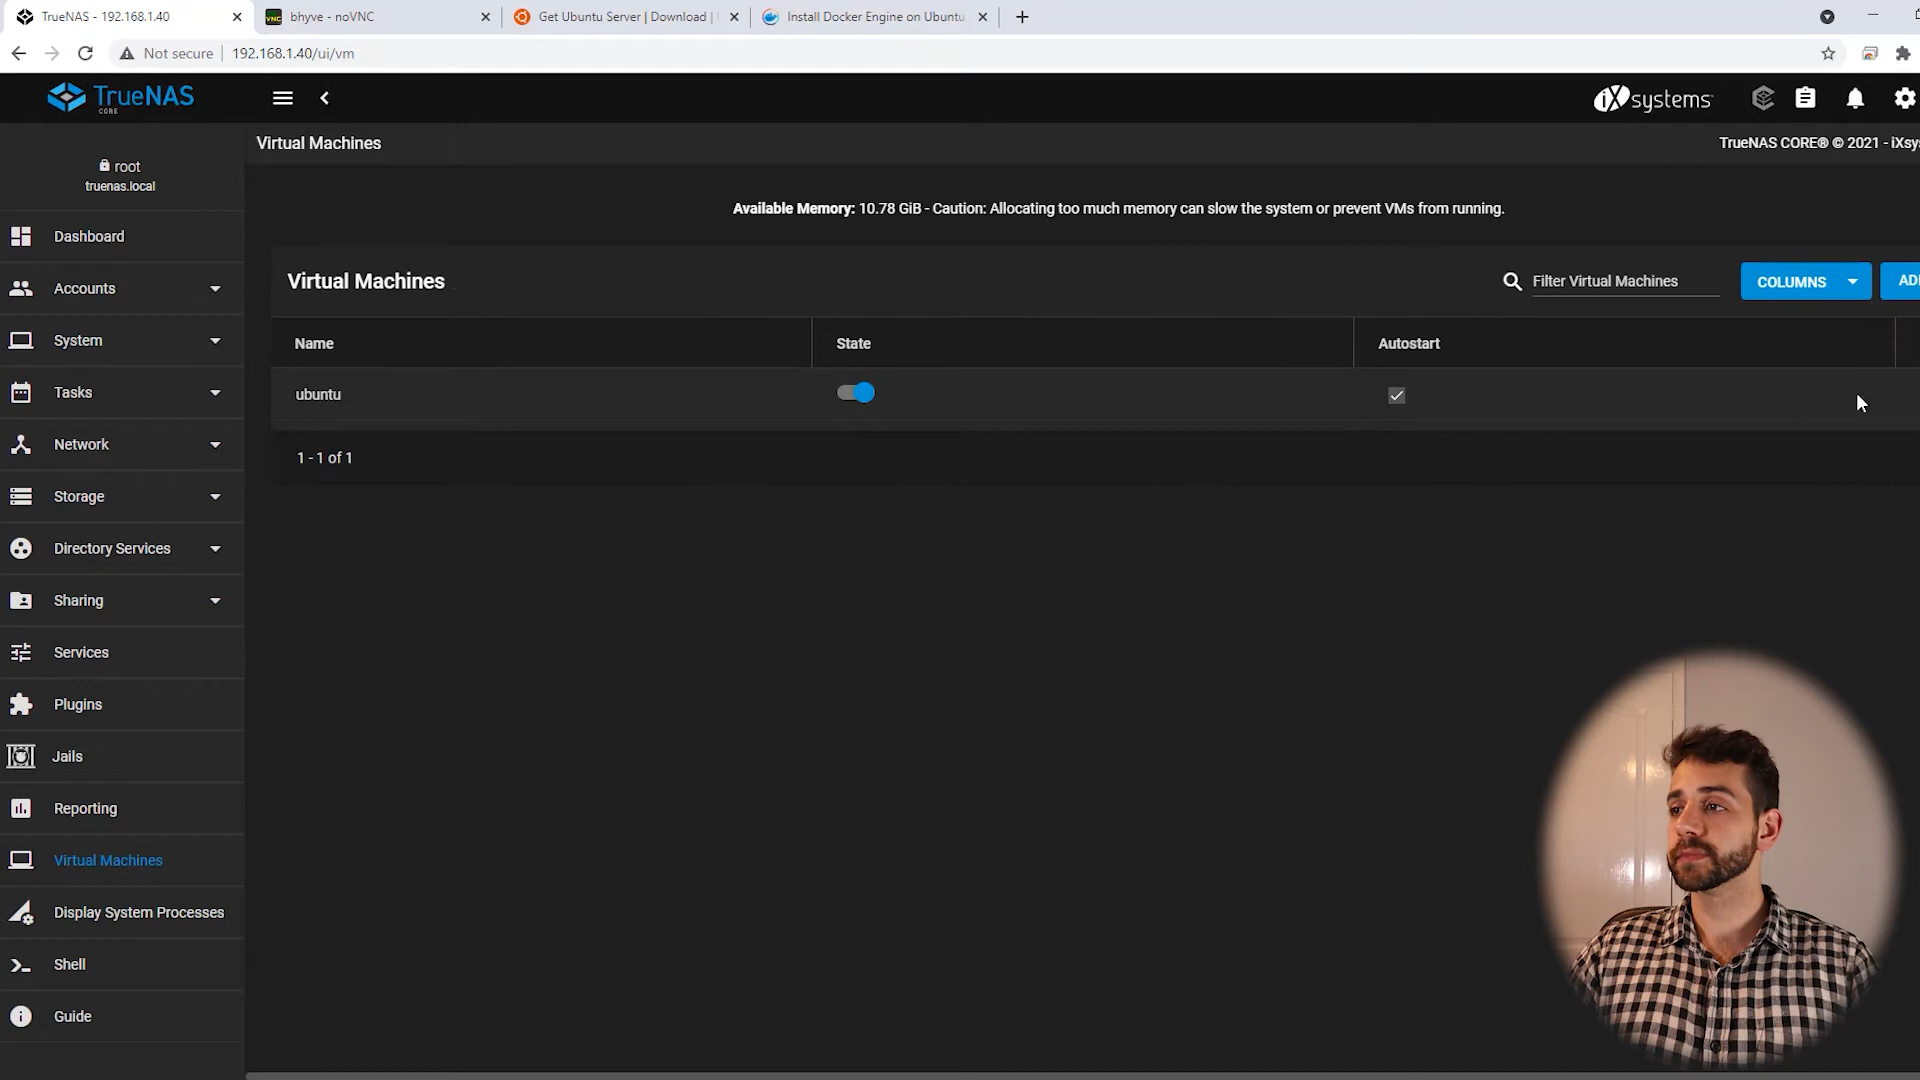 TrueNAS - 192.168.1.40
bhyve - noVNC
Get Ubuntu Server | Download |
Install Docker Engine on Ubuntu
Not secure
192.168.1.40/ui/vm
TrueNAS
CORE
iXsystems
root
truenas.local
Virtual Machines
TrueNAS CORE® © 2021 - iXsy
Available Memory: 10.78 GiB - Caution: Allocating too much memory can slow the system or prevent VMs from running.
Virtual Machines
Filter Virtual Machines
COLUMNS
AD
Name
State
Autostart
ubuntu
1 - 1 of 1
Dashboard
Accounts
System
Tasks
Network
Storage
Directory Services
Sharing
Services
Plugins
Jails
Reporting
Virtual Machines
Display System Processes
Shell
Guide